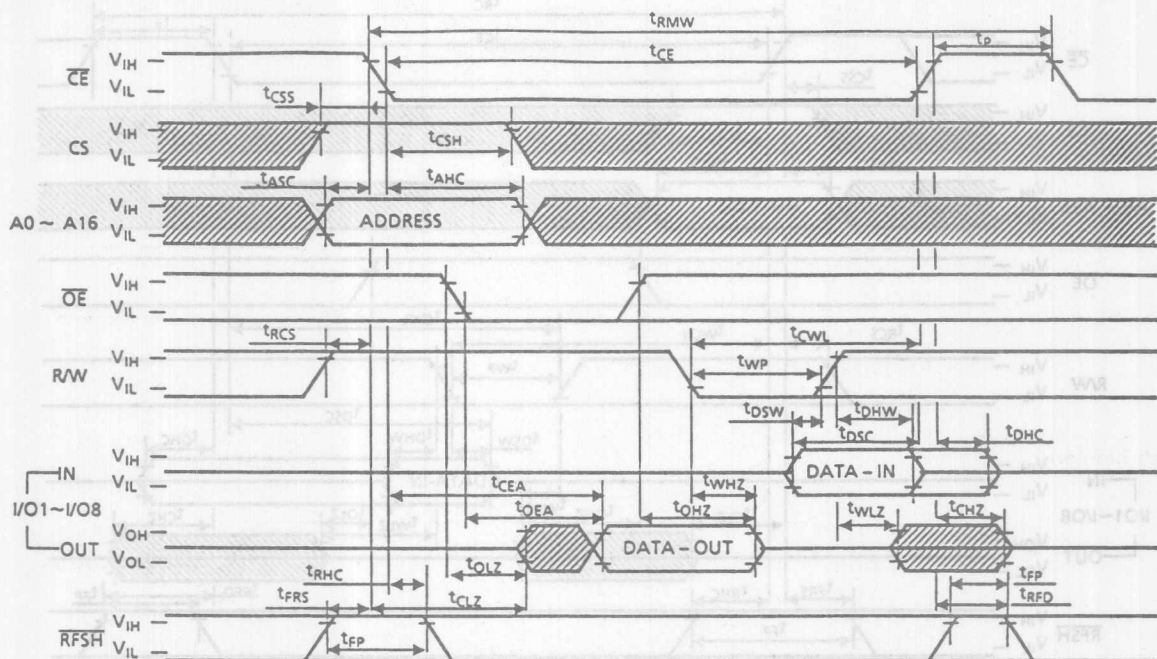 tRMW
tCE
tP
CE
VIH
VIL
tCSS
CS
VIH
VIL
tCSH
tASC
tAHC
A0 ~ A16
VIH
VIL
ADDRESS
OE
VIH
VIL
tRCS
tCWL
R/W
VIH
VIL
tWP
tDSW
tDHW
tDSC
tDHC
IN
VIH
VIL
DATA-IN
I/O1~I/O8
tCEA
tWHZ
tOEA
tOHZ
tWLZ
tCHZ
OUT
VOH
VOL
DATA-OUT
tOLZ
tRHC
tFP
tFRS
tCLZ
tRFD
RFSH
VIH
VIL
tFP